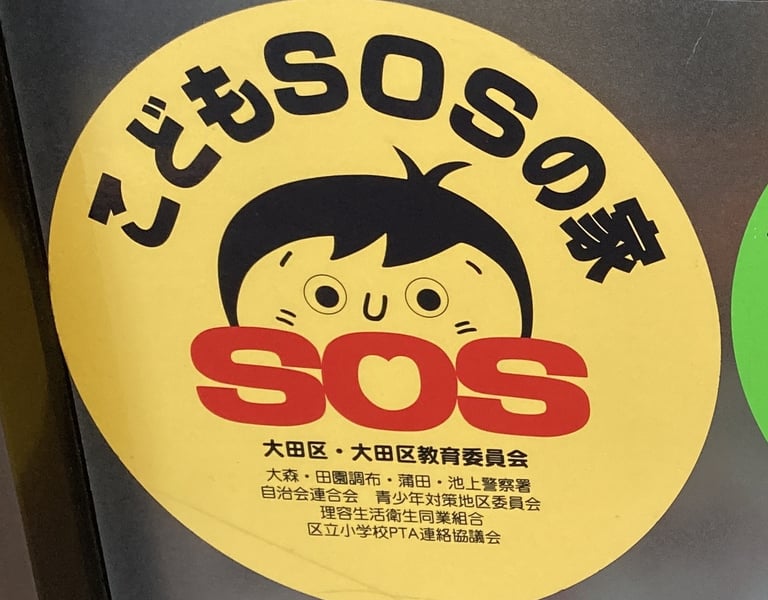 こどもSOSの家
SOS
大田区・大田区教育委員会
大森・田園調布・蒲田・池上警察署
自治会連合会　青少年対策地区委員会
理容生活衛生同業組合
区立小学校PTA連絡協議会